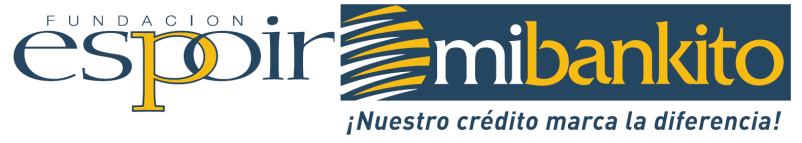 FUNDACION
espoir
mibankito
¡Nuestro crédito marca la diferencia!